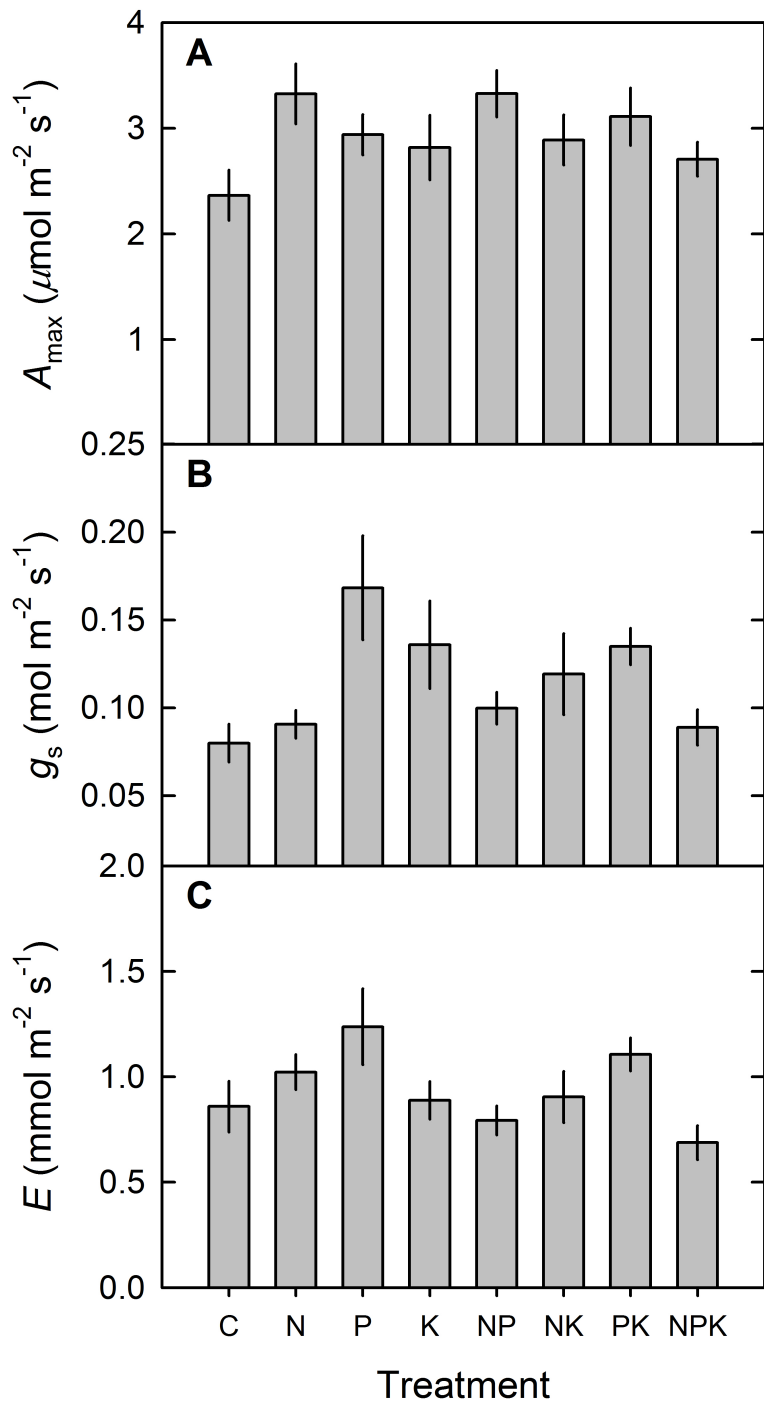 A
4
3
2
1
A_max (μmol m⁻² s⁻¹)
B
0.25
0.20
0.15
0.10
0.05
g_s (mol m⁻² s⁻¹)
C
2.0
1.5
1.0
0.5
0.0
E (mmol m⁻² s⁻¹)
C N P K NP NK PK NPK
Treatment